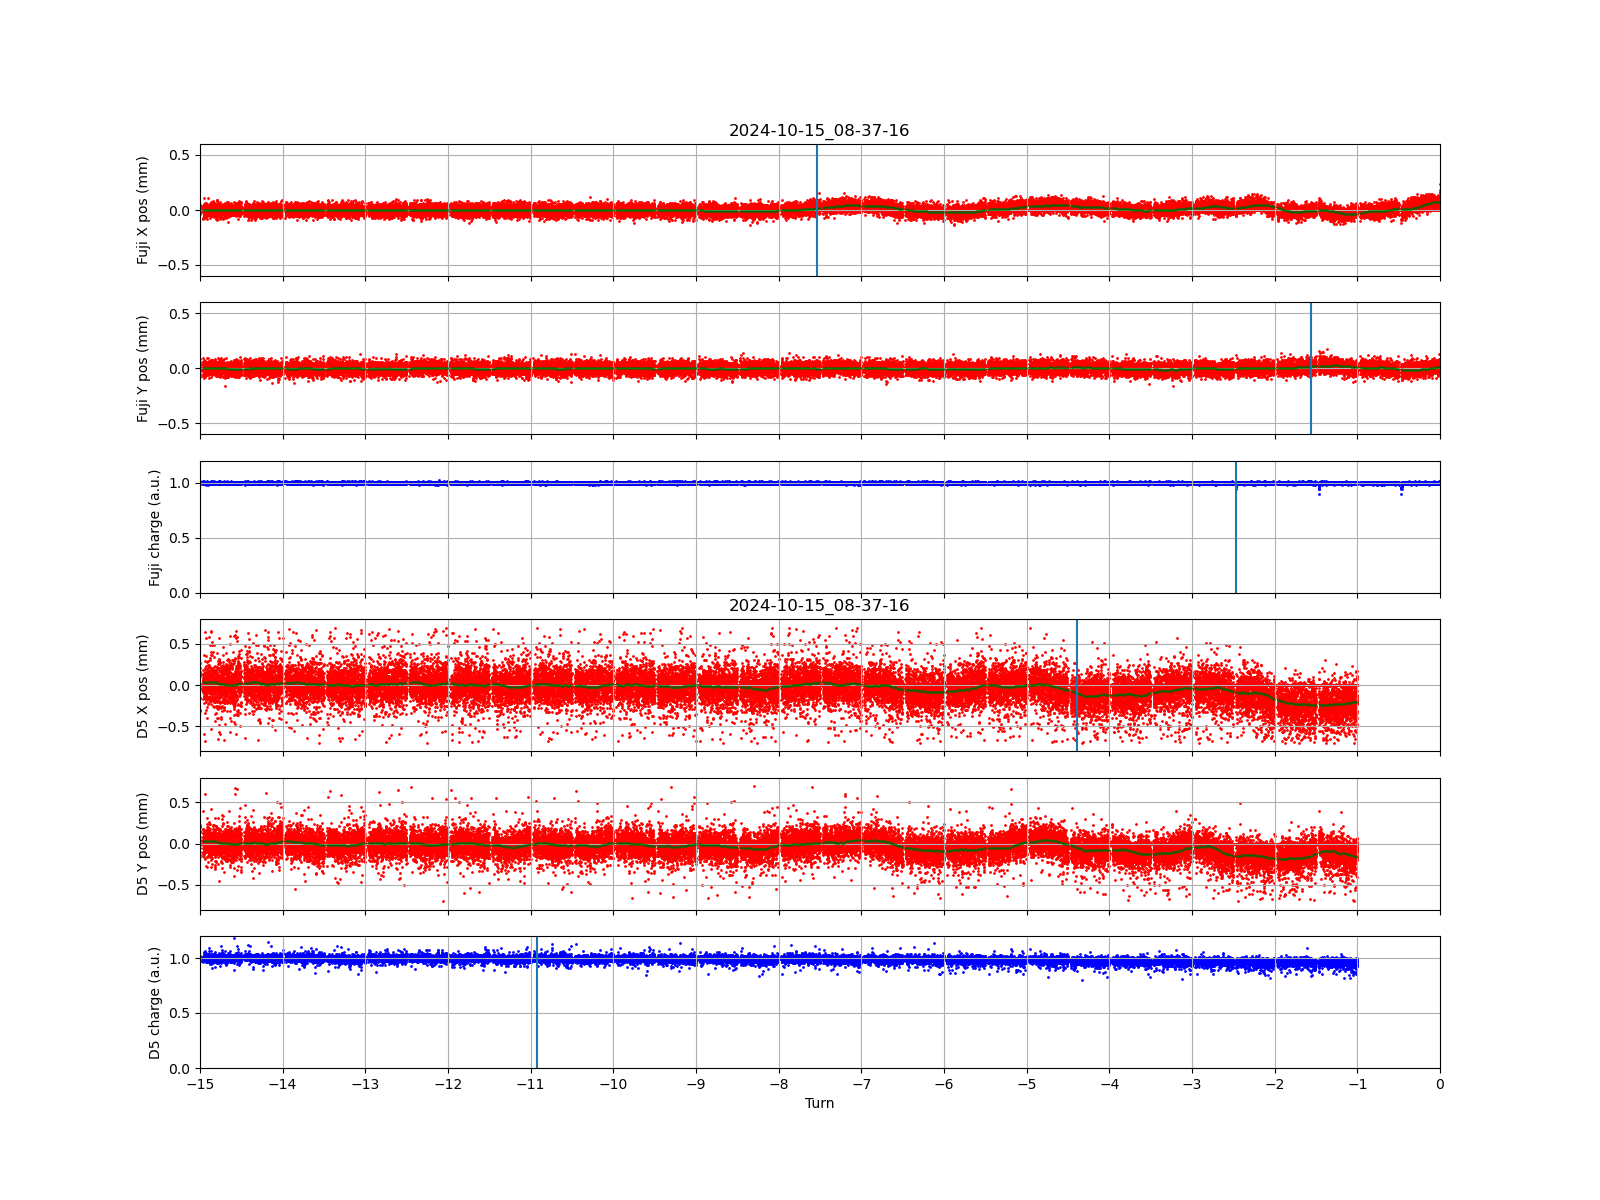 2024-10-15_08-37-16
Fuji X pos (mm)
0.5
0.0
−0.5
Fuji Y pos (mm)
0.5
0.0
−0.5
Fuji charge (a.u.)
1.0
0.5
0.0
2024-10-15_08-37-16
D5 X pos (mm)
0.5
0.0
−0.5
D5 Y pos (mm)
0.5
0.0
−0.5
D5 charge (a.u.)
1.0
0.5
0.0
−15 −14 −13 −12 −11 −10 −9 −8 −7 −6 −5 −4 −3 −2 −1 0
Turn